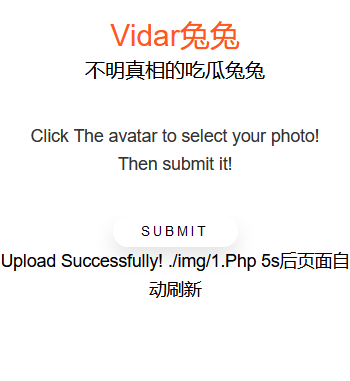 Vidar兔兔
不明真相的吃瓜兔兔
Click The avatar to select your photo!
Then submit it!
SUBMIT
Upload Successfully! ./img/1.Php 5s后页面自
动刷新